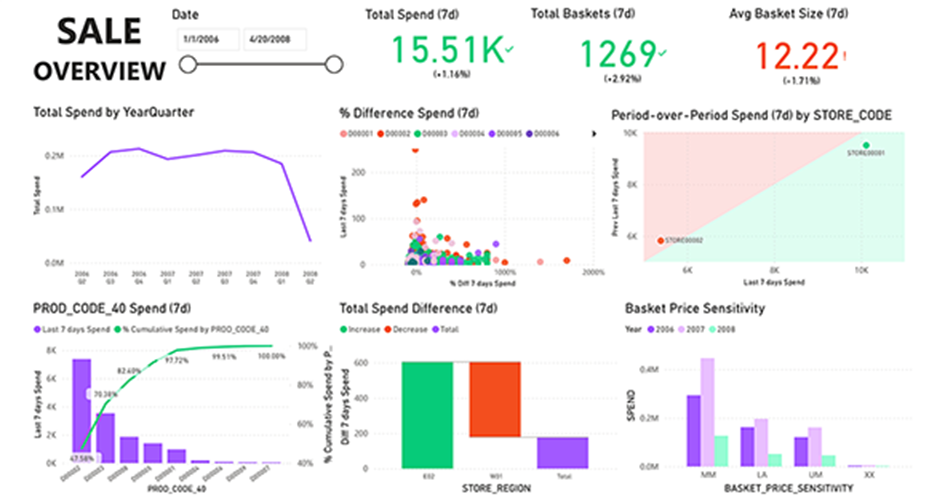 SALE
OVERVIEW
Date
1/1/2006
4/20/2008
Total Spend (7d)
15.51K
(+1.16%)
Total Baskets (7d)
1269
(+2.92%)
Avg Basket Size (7d)
12.22!
(-1.71%)
Total Spend by YearQuarter
Total Spend
0.2M
0.1M
0.0M
2006 Q2
2006 Q3
2006 Q4
2007 Q1
2007 Q2
2007 Q3
2007 Q4
2008 Q1
2008 Q2
% Difference Spend (7d)
D00001 D00002 D00003 D00004 D00005 D00006
Last 7 days Spend
200
100
0
0% 1000% 2000%
% Diff 7 days Spend
Period-over-Period Spend (7d) by STORE_CODE
Prev Last 7 days Spend
10K
8K
6K
STORE00001
STORE00002
6K 8K 10K
Last 7 days Spend
PROD_CODE_40 Spend (7d)
Last 7 days Spend % Cumulative Spend by PROD_CODE_40
Last 7 days Spend
8K
6K
4K
2K
0K
47.58%
70.38%
82.60%
97.72%
99.51%
100.00%
100%
80%
60%
40%
% Cumulative Spend by P...
D00002
D00003
PROD_CODE_40
Total Spend Difference (7d)
Increase Decrease Total
Diff 7 days Spend
600
400
200
0
E02 W01 Total
STORE_REGION
Basket Price Sensitivity
Year 2006 2007 2008
SPEND
0.4M
0.2M
0.0M
MM LA UM XX
BASKET_PRICE_SENSITIVITY